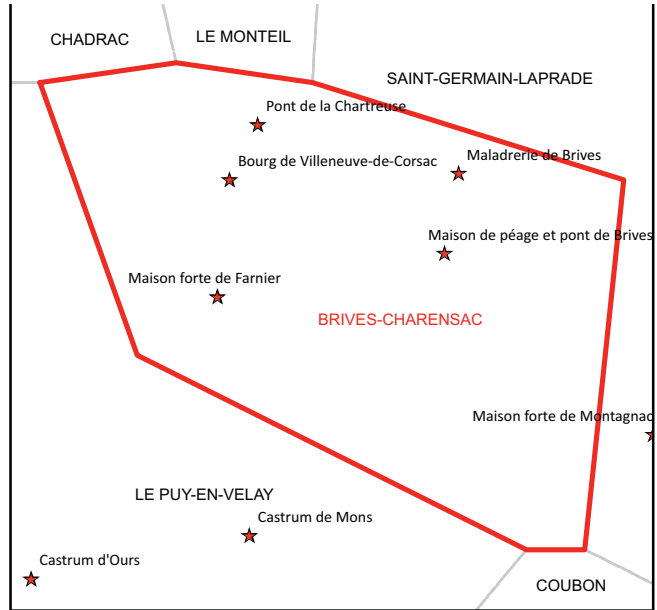 CHADRAC
LE MONTEIL
SAINT-GERMAIN-LAPRADE
Pont de la Chartreuse
Bourg de Villeneuve-de-Corsac
Maladrerie de Brives
Maison de péage et pont de Brives
Maison forte de Farnier
BRIVES-CHARENSAC
Maison forte de Montagnac
LE PUY-EN-VELAY
Castrum de Mons
Castrum d'Ours
COUBON